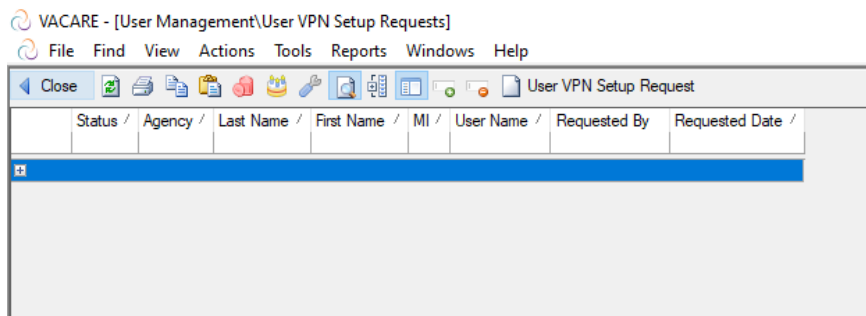 VACARE - [User Management\User VPN Setup Requests]
File Find View Actions Tools Reports Windows Help
Close User VPN Setup Request
Status Agency Last Name First Name MI User Name Requested By Requested Date